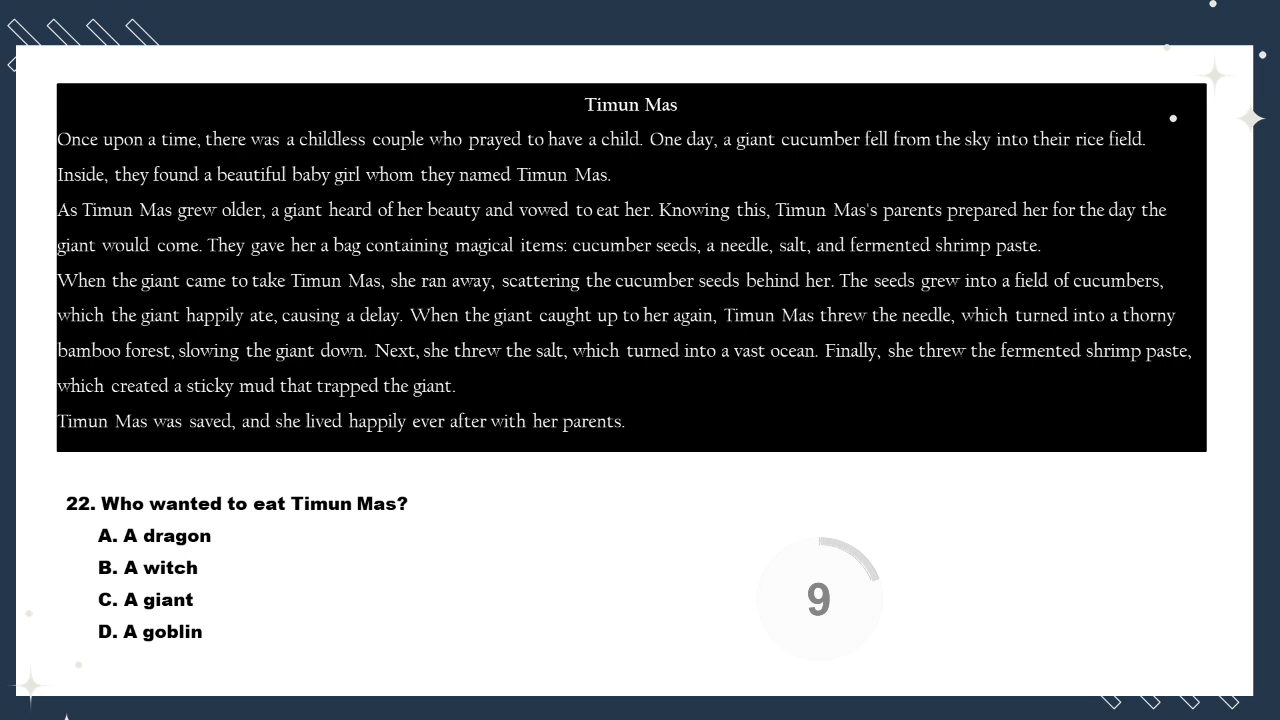 Timun Mas
Once upon a time, there was a childless couple who prayed to have a child. One day, a giant cucumber fell from the sky into their rice field.
Inside, they found a beautiful baby girl whom they named Timun Mas.
As Timun Mas grew older, a giant heard of her beauty and vowed to eat her. Knowing this, Timun Mas's parents prepared her for the day the
giant would come. They gave her a bag containing magical items: cucumber seeds, a needle, salt, and fermented shrimp paste.
When the giant came to take Timun Mas, she ran away, scattering the cucumber seeds behind her. The seeds grew into a field of cucumbers,
which the giant happily ate, causing a delay. When the giant caught up to her again, Timun Mas threw the needle, which turned into a thorny
bamboo forest, slowing the giant down. Next, she threw the salt, which turned into a vast ocean. Finally, she threw the fermented shrimp paste,
which created a sticky mud that trapped the giant.
Timun Mas was saved, and she lived happily ever after with her parents.
22. Who wanted to eat Timun Mas?
A. A dragon
B. A witch
C. A giant
D. A goblin
9